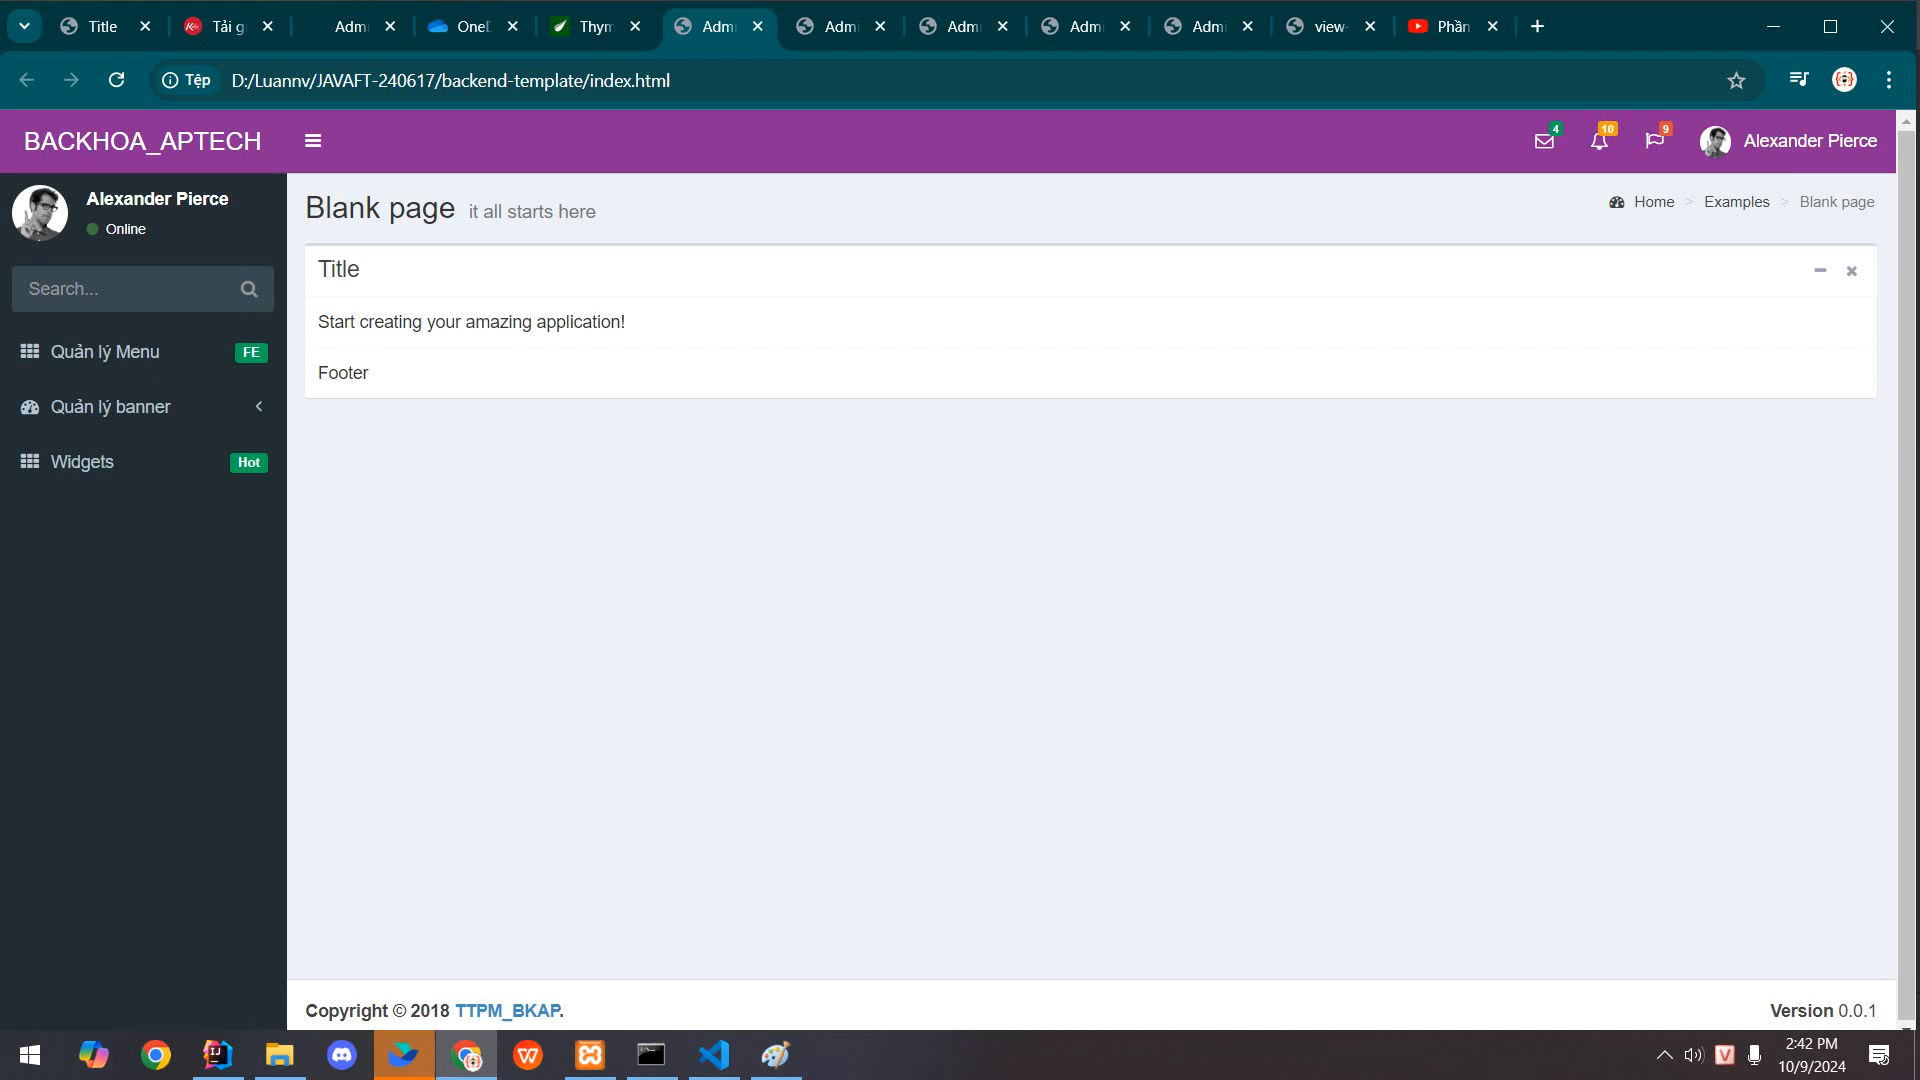 Title
Tải g
Adm
OneD
Thym
Adm
Adm
Adm
Adm
Adm
view-
Phần
Tệp
D:/Luannv/JAVAFT-240617/backend-template/index.html
BACKHOA_APTECH
4
10
9
Alexander Pierce
Alexander Pierce
Online
Search...
Quản lý Menu
FE
Quản lý banner
Widgets
Hot
Blank page it all starts here
Home > Examples > Blank page
Title
Start creating your amazing application!
Footer
Copyright © 2018 TTPM_BKAP.
Version 0.0.1
2:42 PM
10/9/2024